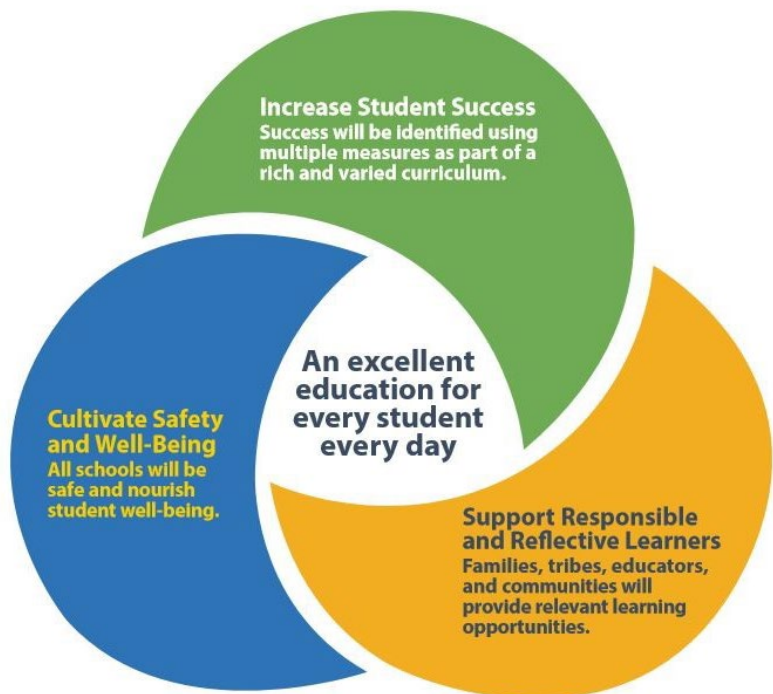 Increase Student Success
Success will be identified using
multiple measures as part of a
rich and varied curriculum.
An excellent
education for
every student
every day
Cultivate Safety
and Well-Being
All schools will be
safe and nourish
student well-being.
Support Responsible
and Reflective Learners
Families, tribes, educators,
and communities will
provide relevant learning
opportunities.